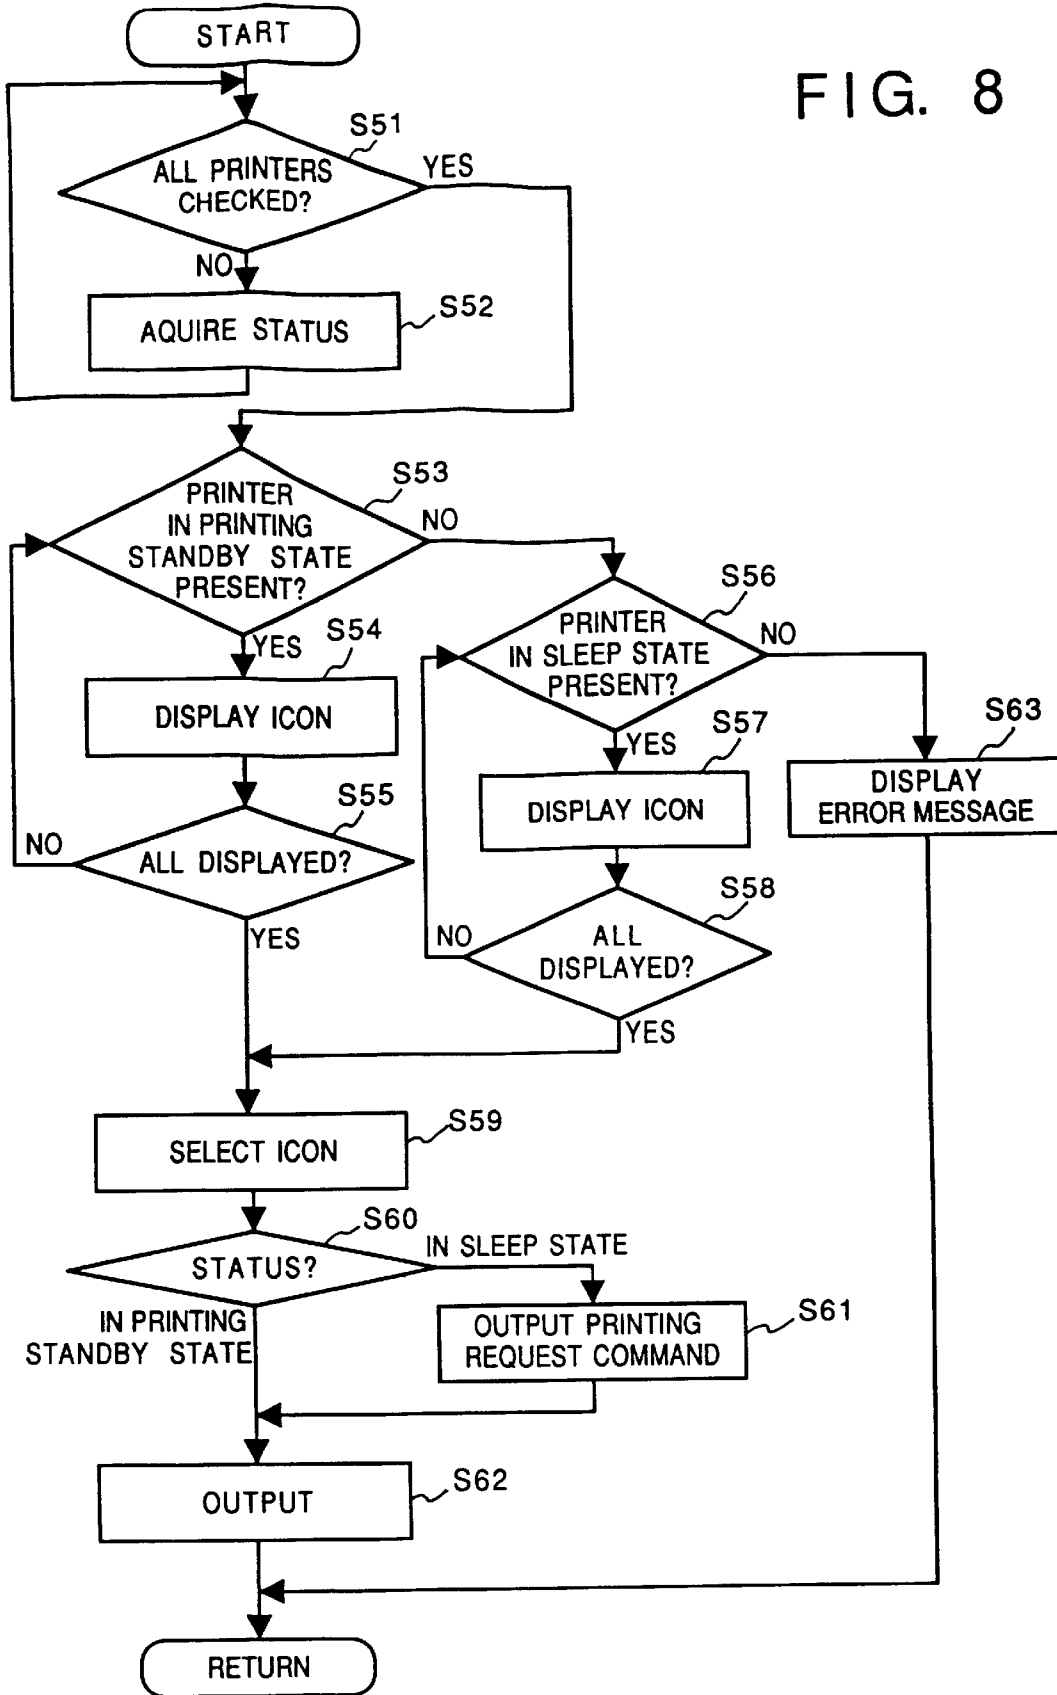 START
FIG. 8
S51
ALL PRINTERS
CHECKED?
YES
NO
S52
AQUIRE STATUS
S53
PRINTER
IN PRINTING
STANDBY STATE
PRESENT?
NO
YES
S54
DISPLAY ICON
S55
ALL DISPLAYED?
NO
YES
S56
PRINTER
IN SLEEP STATE
PRESENT?
NO
YES
S57
DISPLAY ICON
S58
ALL
DISPLAYED?
NO
YES
S63
DISPLAY
ERROR MESSAGE
S59
SELECT ICON
S60
STATUS?
IN SLEEP STATE
IN PRINTING
STANDBY STATE
S61
OUTPUT PRINTING
REQUEST COMMAND
S62
OUTPUT
RETURN